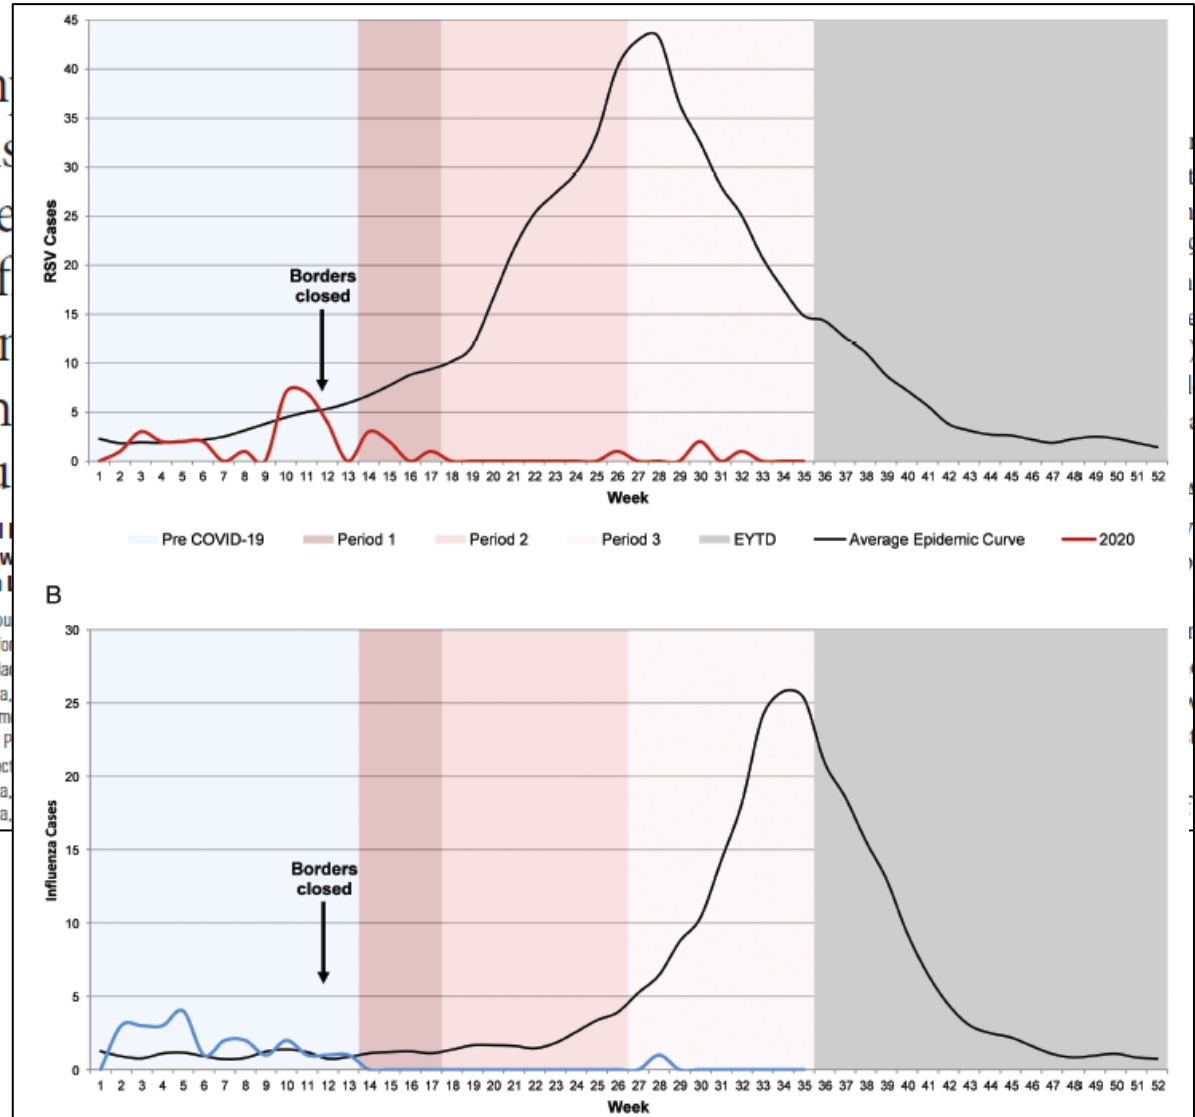 45
40
35
30
25
20
15
10
5
0
RSV Cases
Borders
closed
1 2 3 4 5 6 7 8 9 10 11 12 13 14 15 16 17 18 19 20 21 22 23 24 25 26 27 28 29 30 31 32 33 34 35 36 37 38 39 40 41 42 43 44 45 46 47 48 49 50 51 52
Week
Pre COVID-19 Period 1 Period 2 Period 3 EYTD Average Epidemic Curve 2020
B
30
25
20
15
10
5
0
Influenza Cases
Borders
closed
1 2 3 4 5 6 7 8 9 10 11 12 13 14 15 16 17 18 19 20 21 22 23 24 25 26 27 28 29 30 31 32 33 34 35 36 37 38 39 40 41 42 43 44 45 46 47 48 49 50 51 52
Week